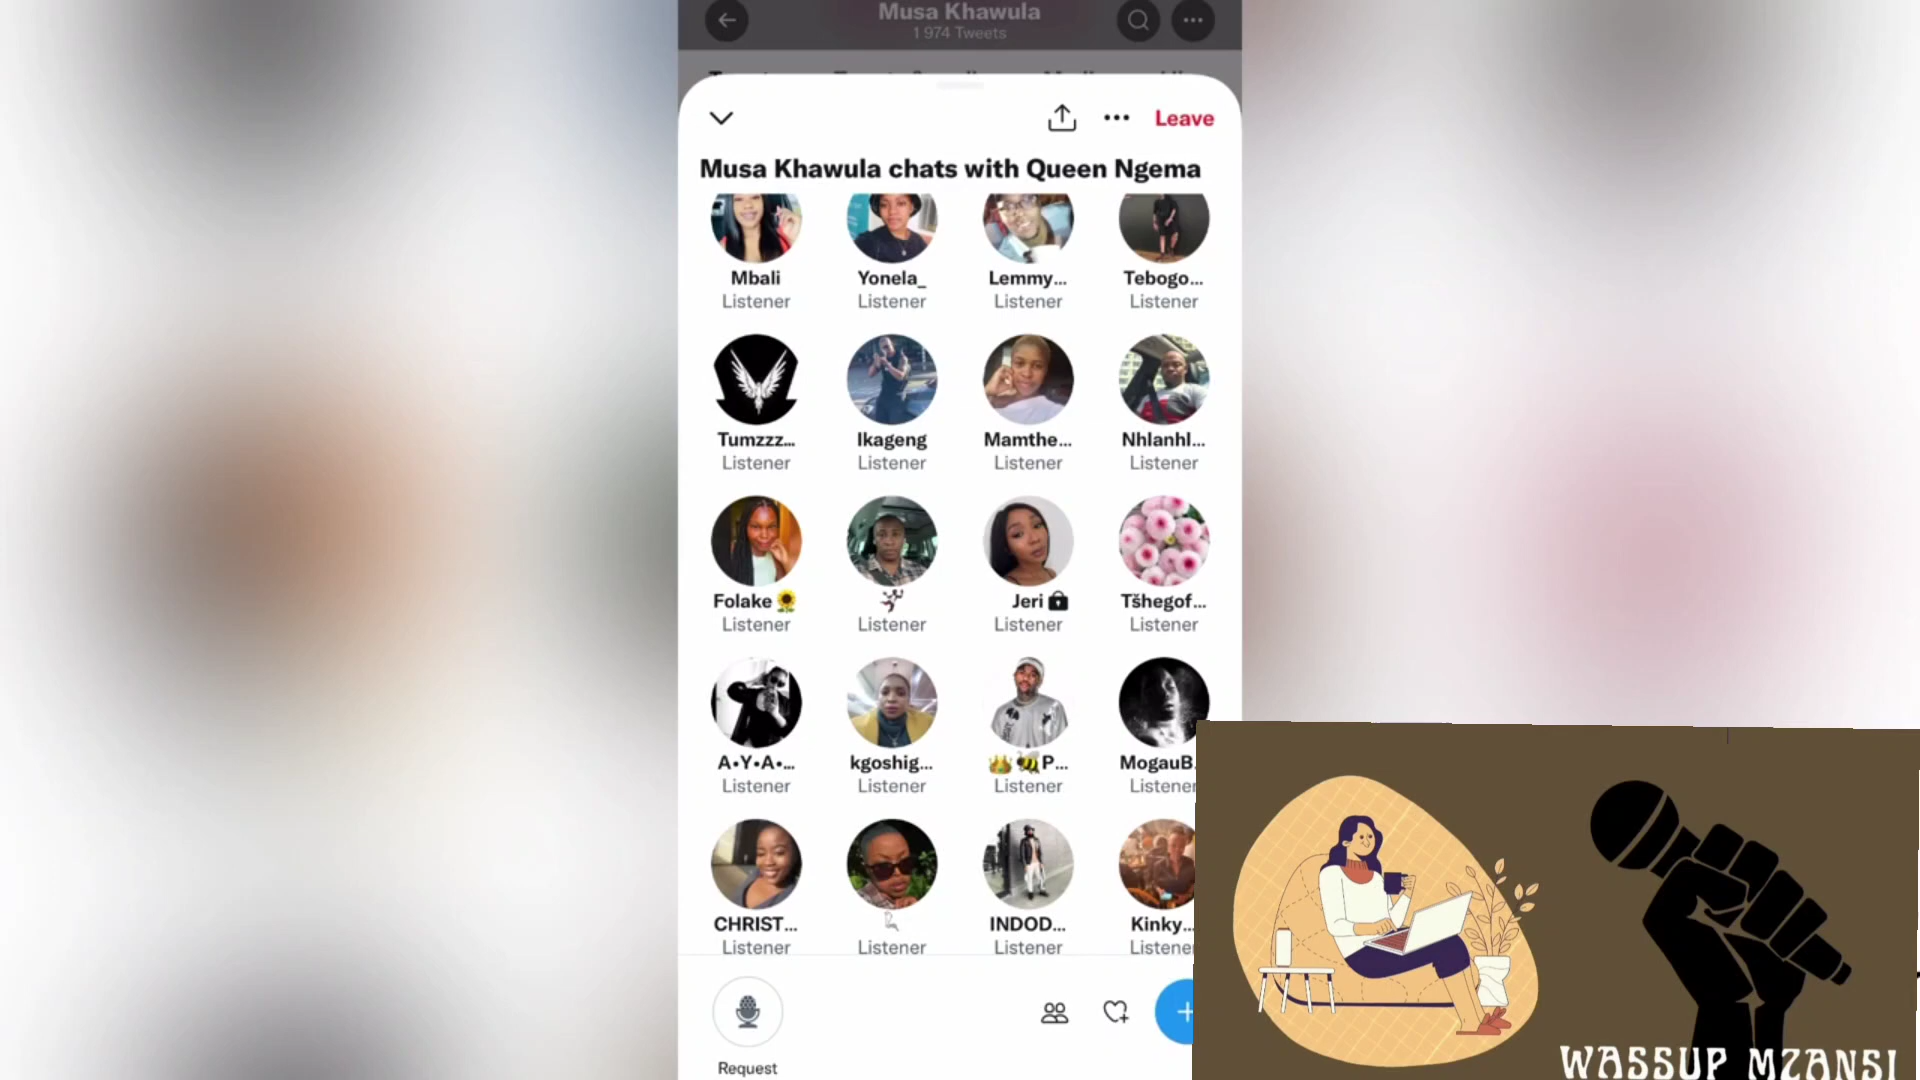 Musa Khawula
1 974 Tweets
Leave
Musa Khawula chats with Queen Ngema
Mbali Yonela_ Lemmy... Tebogo...
Listener Listener Listener Listener
Tumzzz... Ikageng Mamthe... Nhlanhl...
Listener Listener Listener Listener
Folake🌻 Jeri🔒 Tšhegof...
Listener Listener Listener Listener
A•Y•A•... kgoshig... 👑🐝P... MogauB
Listener Listener Listener Listener
CHRIST... INDOD... Kinky...
Listener Listener Listener Listener
Request
WASSUP MZANSI